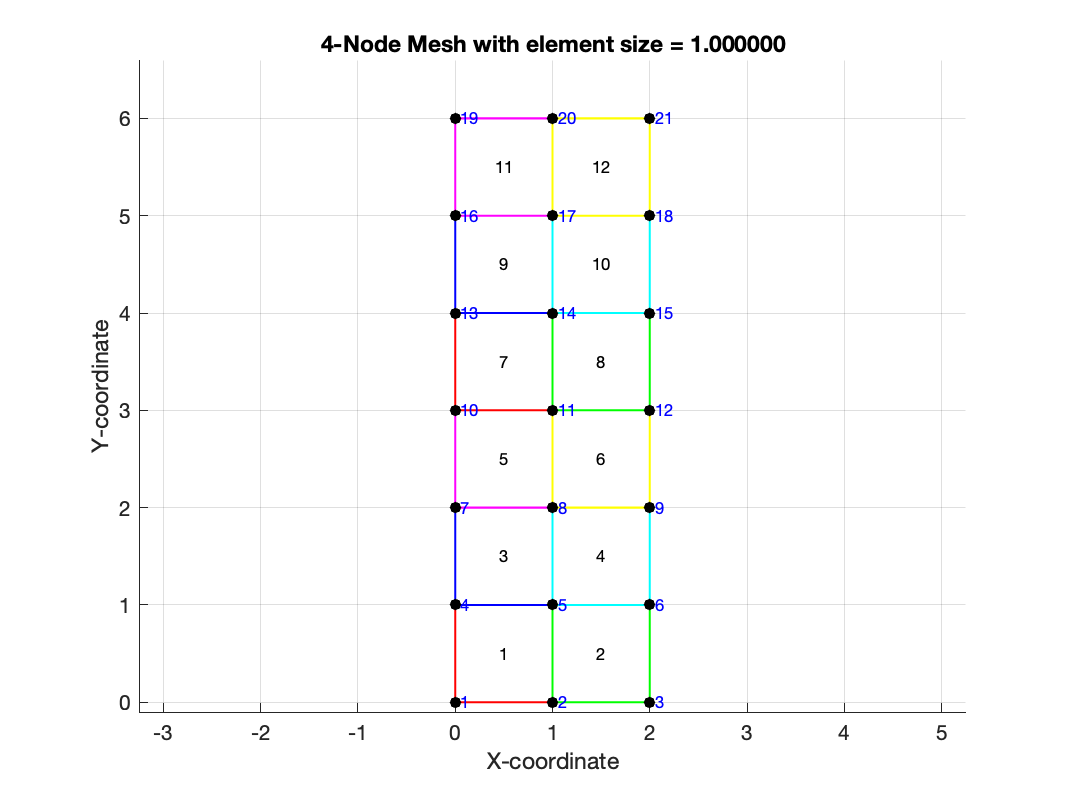 4-Node Mesh with element size = 1.000000
6
19 20 21
11 12
5
16 17 18
9 10
4
13 14 15
7 8
3
10 11 12
5 6
2
7 8 9
3 4
1
4 5 6
1 2
0
1 2 3
-3 -2 -1 0 1 2 3 4 5
X-coordinate
Y-coordinate